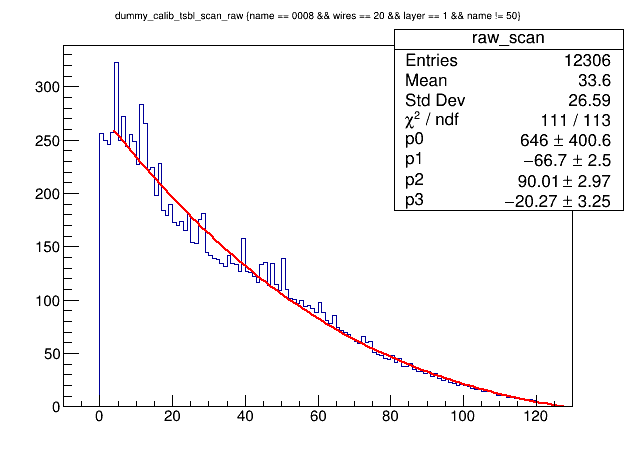 dummy_calib_tsbl_scan_raw {name == 0008 && wires == 20 && layer == 1 && name != 50}
raw_scan
Entries 12306
Mean 33.6
Std Dev 26.59
χ² / ndf 111 / 113
p0 646 ± 400.6
p1 −66.7 ± 2.5
p2 90.01 ± 2.97
p3 −20.27 ± 3.25
300
250
200
150
100
50
0
0 20 40 60 80 100 120